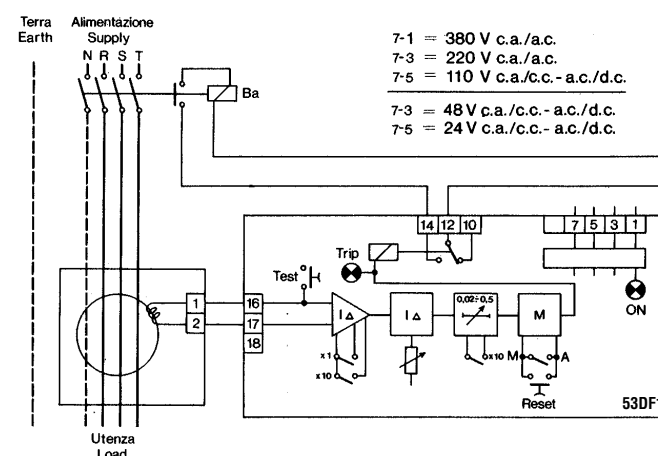 Terra
Earth
Alimentazione
Supply
N R S T
Ba
7-1 = 380 V c.a./a.c.
7-3 = 220 V c.a./a.c.
7-5 = 110 V c.a./c.c.- a.c./d.c.
7-3 = 48 V c.a./c.c.- a.c./d.c.
7-5 = 24 V c.a./c.c.- a.c./d.c.
14 12 10
7 5 3 1
Trip
Test
ON
1
2
16
17
18
I Δ
I Δ
0,02÷0,5
M
x1
x10
x10
M
A
Reset
53DF
Utenza
Load